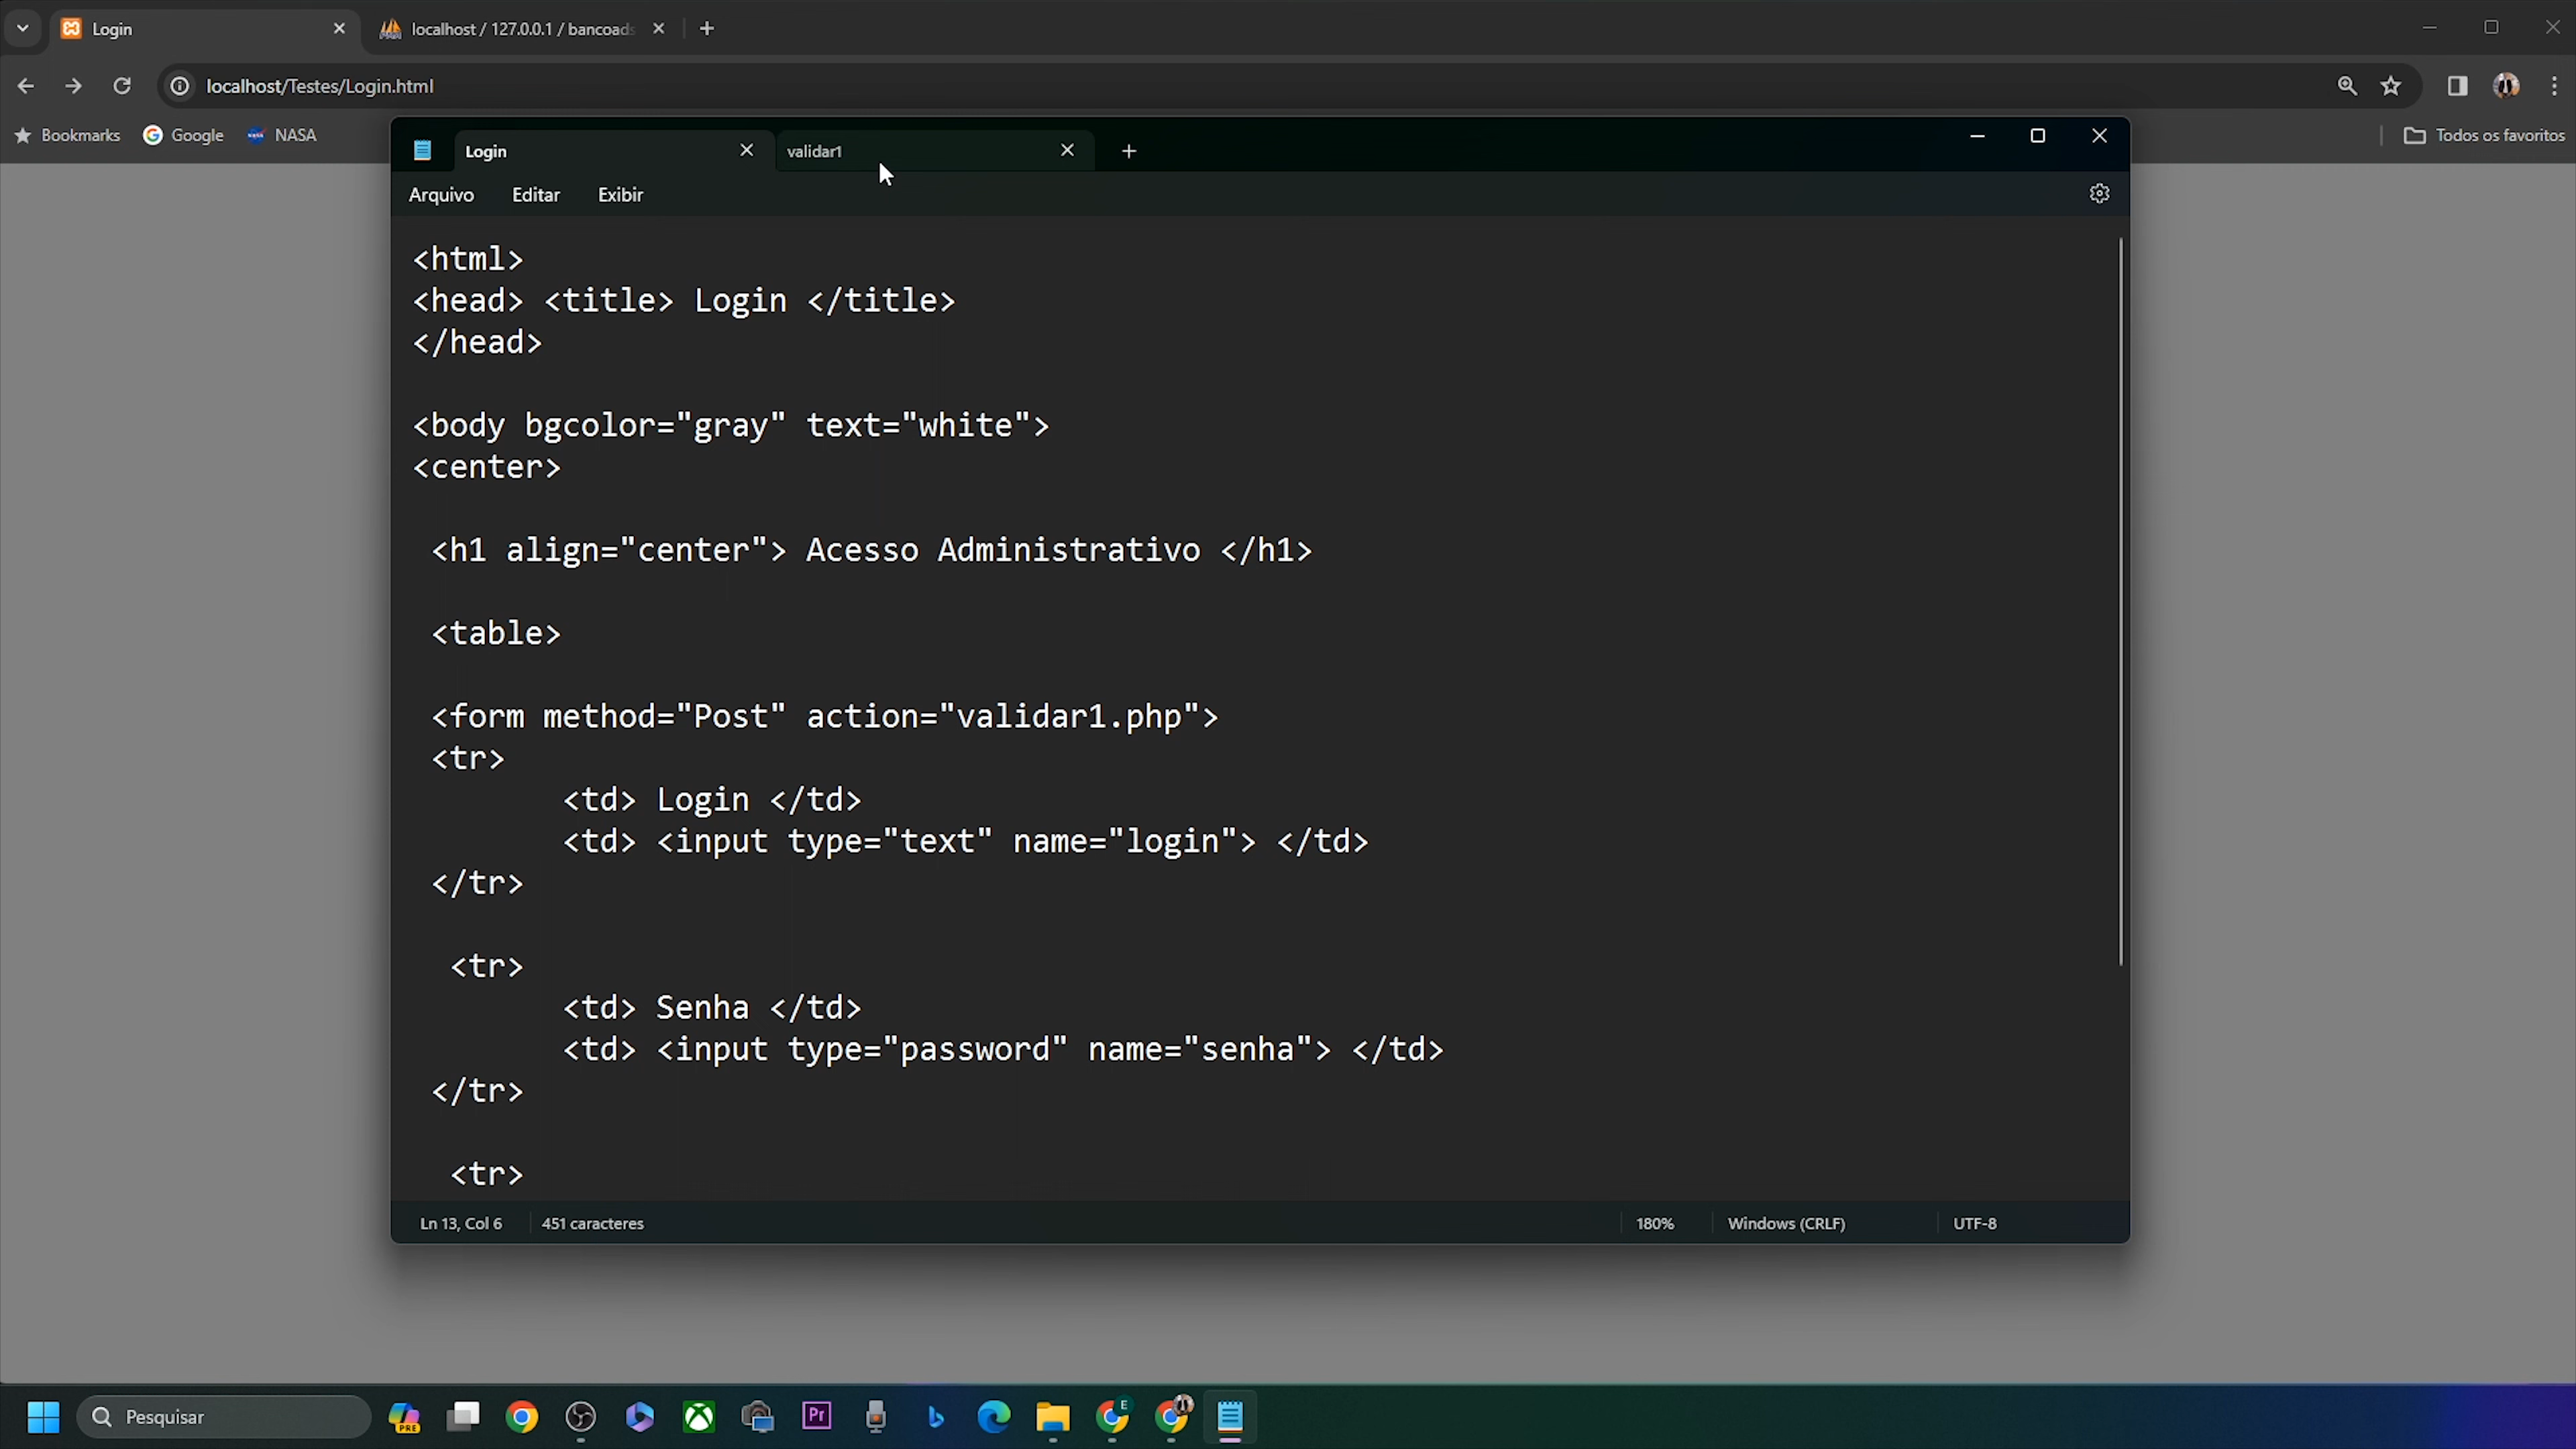 Login
localhost / 127.0.0.1 / bancoads
localhost/Testes/Login.html
Bookmarks Google NASA Todos os favoritos
Login validar1
Arquivo Editar Exibir
<html>
<head> <title> Login </title>
</head>
<body bgcolor="gray" text="white">
<center>
<h1 align="center"> Acesso Administrativo </h1>
<table>
<form method="Post" action="validar1.php">
<tr>
<td> Login </td>
<td> <input type="text" name="login"> </td>
</tr>
<tr>
<td> Senha </td>
<td> <input type="password" name="senha"> </td>
</tr>
<tr>
Ln 13, Col 6 451 caracteres 180% Windows (CRLF) UTF-8
Pesquisar PRE Pr E